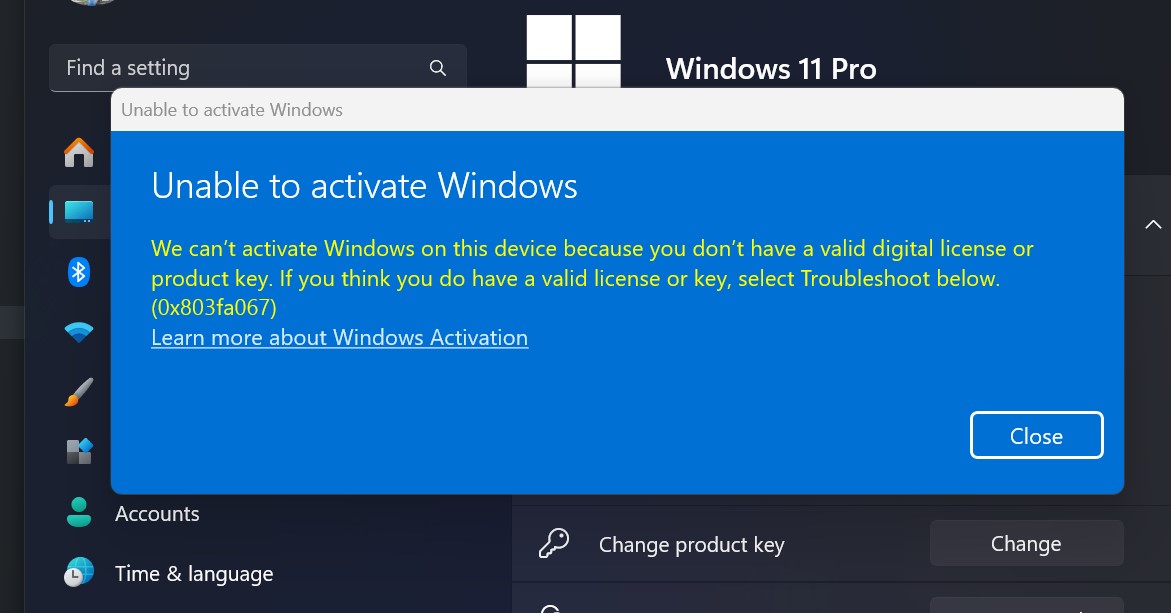 Find a setting
Windows 11 Pro
Unable to activate Windows
Unable to activate Windows
We can't activate Windows on this device because you don't have a valid digital license or
product key. If you think you do have a valid license or key, select Troubleshoot below.
(0x803fa067)
Learn more about Windows Activation
Close
Accounts
Change product key
Change
Time & language